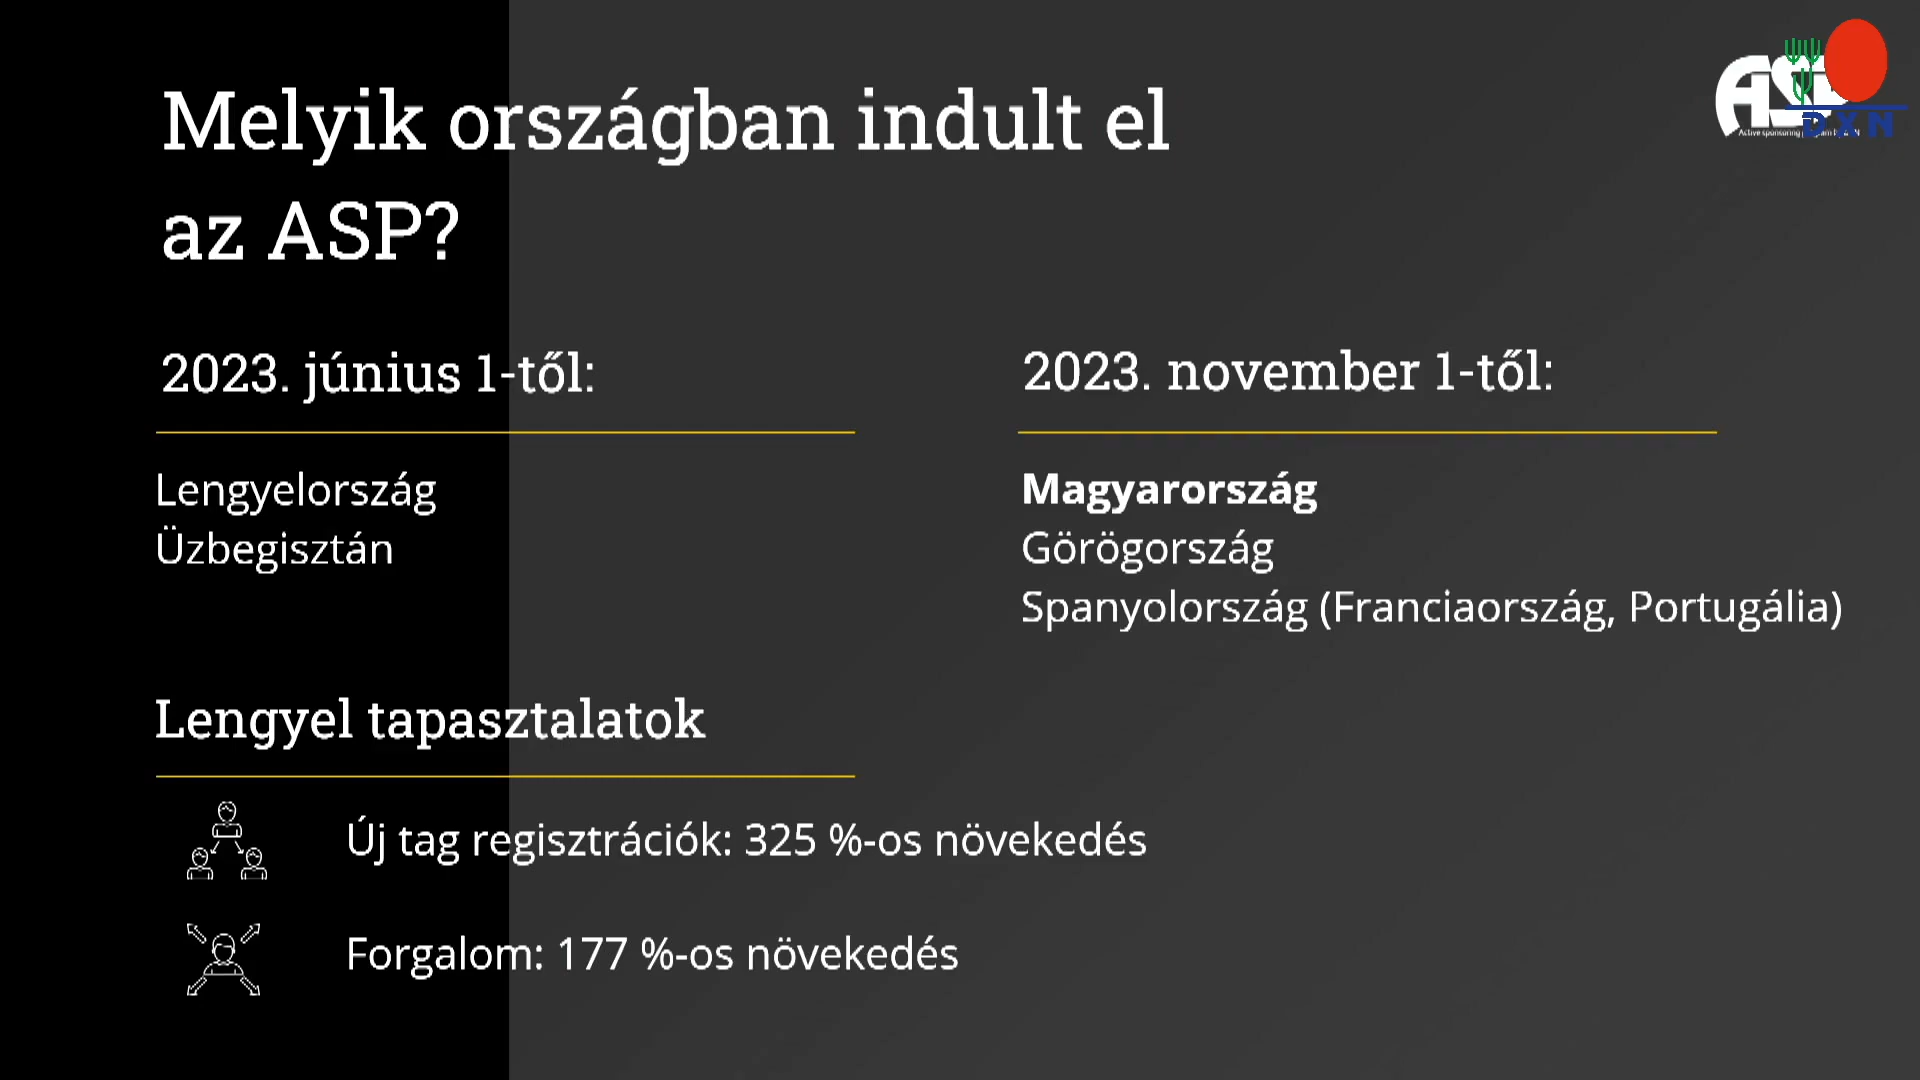 Melyik országban indult el
az ASP?
DXN
2023. június 1-től:
Lengyelország
Üzbegisztán
2023. november 1-től:
Magyarország
Görögország
Spanyolország (Franciaország, Portugália)
Lengyel tapasztalatok
Új tag regisztrációk: 325 %-os növekedés
Forgalom: 177 %-os növekedés